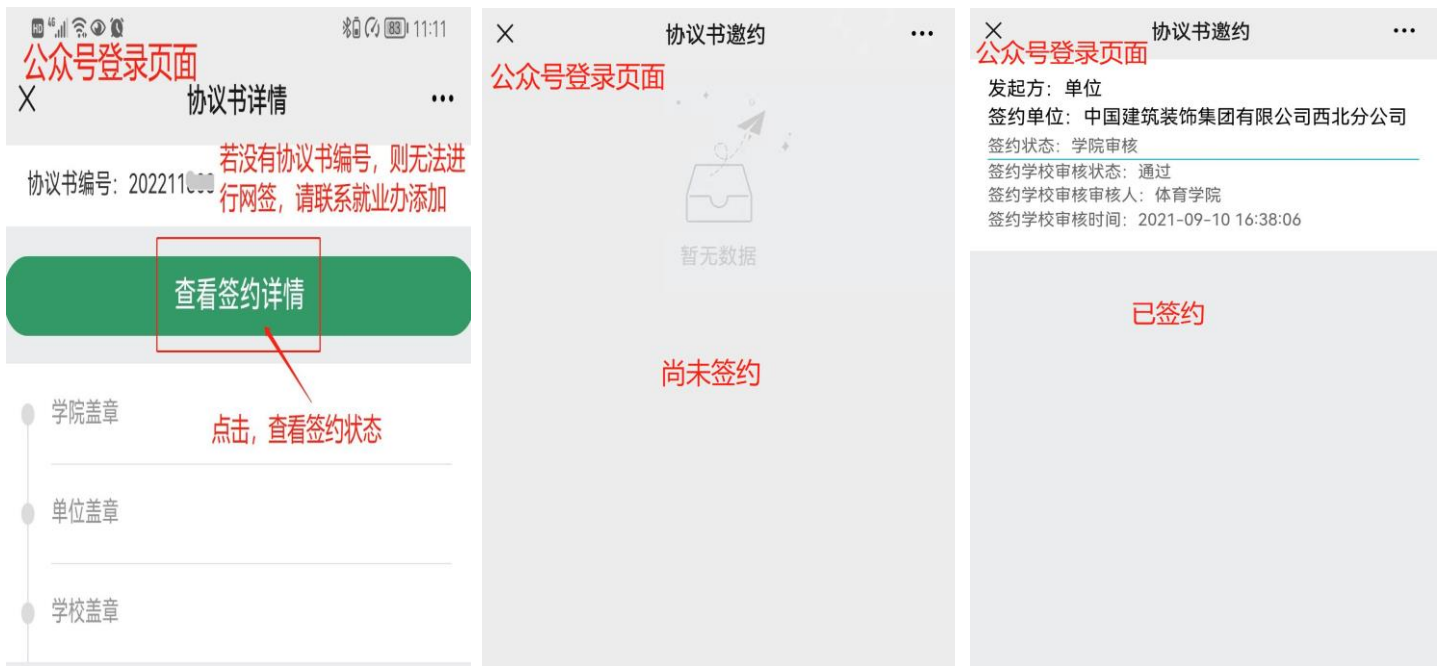 HD 46 83 11:11
公众号登录页面
协议书详情
若没有协议书编号，则无法进
行网签，请联系就业办添加
协议书编号：202211
查看签约详情
点击，查看签约状态
学院盖章
单位盖章
学校盖章
协议书邀约
公众号登录页面
暂无数据
尚未签约
协议书邀约
公众号登录页面
发起方：单位
签约单位：中国建筑装饰集团有限公司西北分公司
签约状态：学院审核
签约学校审核状态：通过
签约学校审核审核人：体育学院
签约学校审核时间：2021-09-10 16:38:06
已签约